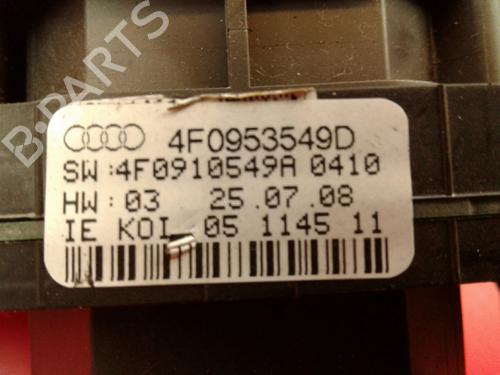 B-PARTS
4F0953549D
SW:4F0910549A 0410
HW:03 25.07.08
IE KOI 05 1145 11